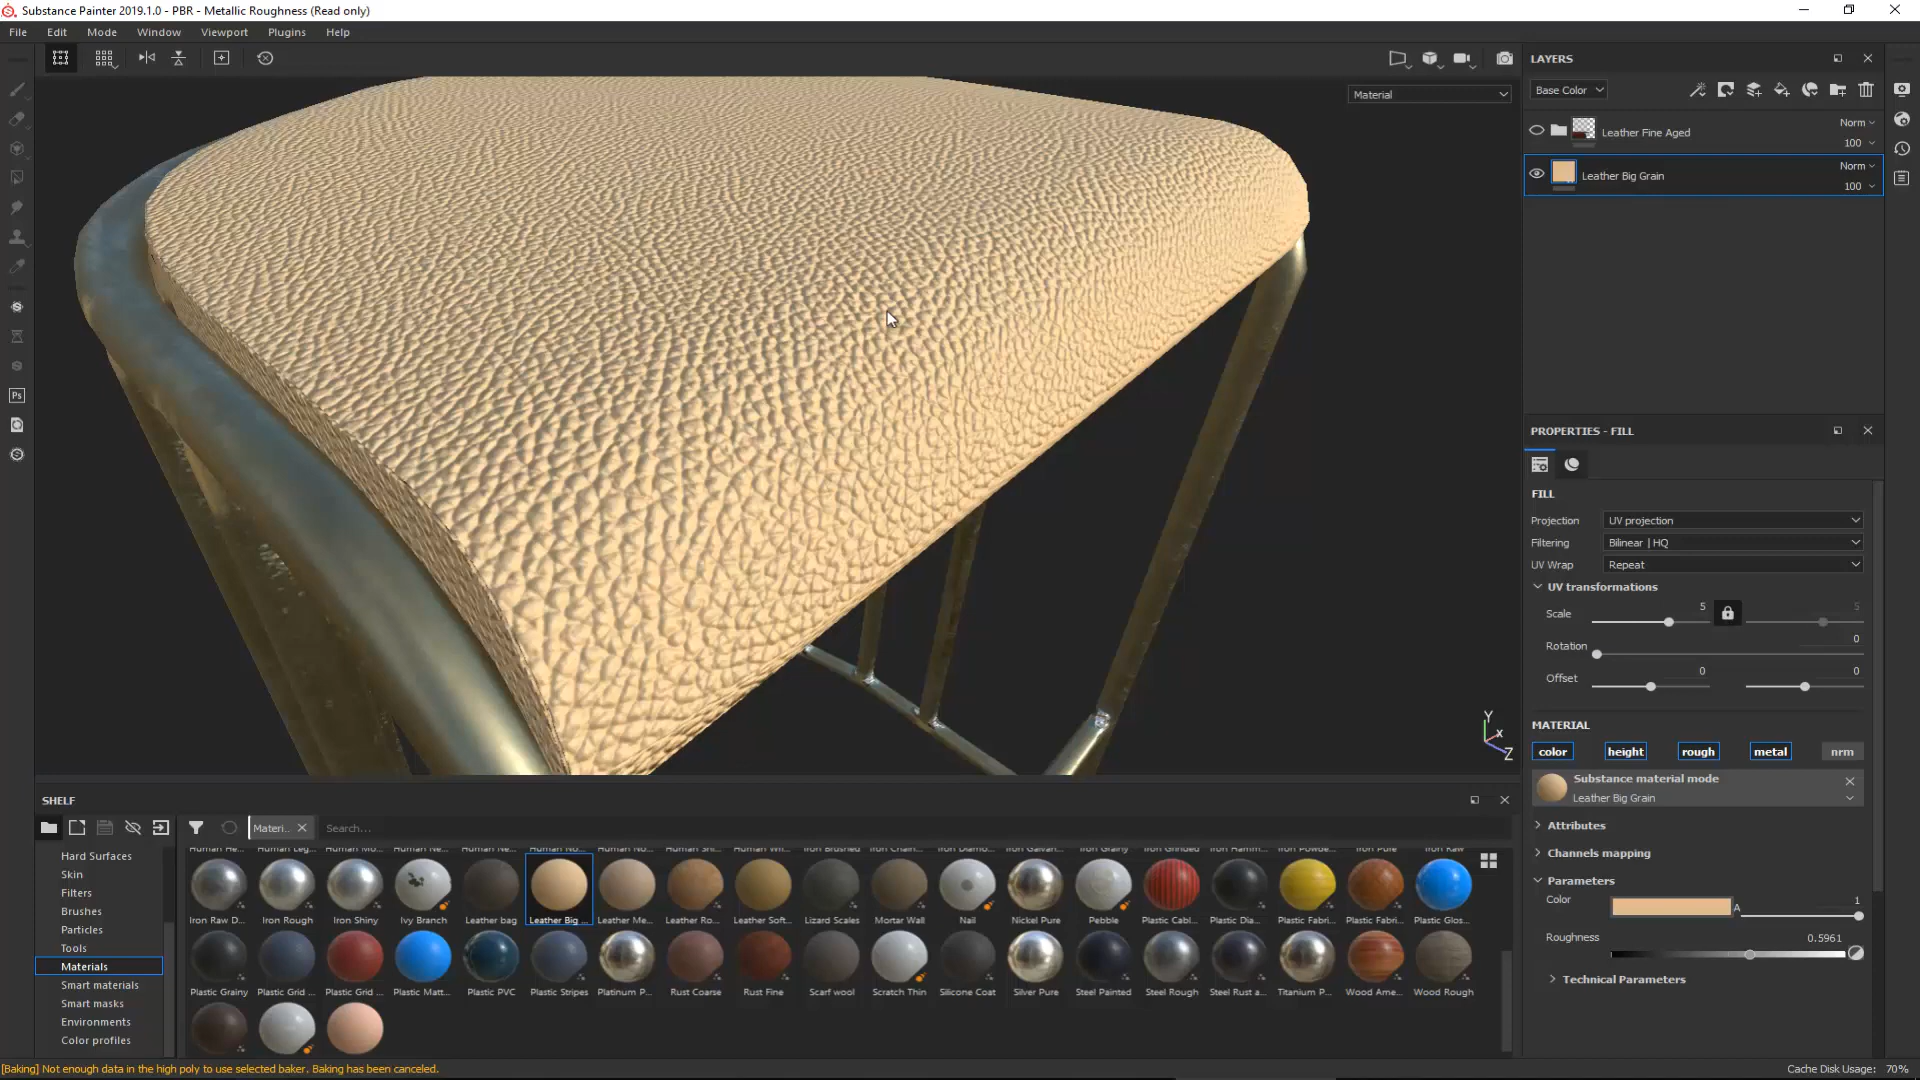 Substance Painter 2019.1.0 - PBR - Metallic Roughness (Read only)
File Edit Mode Window Viewport Plugins Help
Material
LAYERS
Base Color
Leather Fine Aged Norm 100
Leather Big Grain Norm 100
PROPERTIES - FILL
FILL
Projection UV projection
Filtering Bilinear | HQ
UV Wrap Repeat
UV transformations
Scale 5 5
Rotation 0
Offset 0 0
MATERIAL
color height rough metal nrm
Substance material mode
Leather Big Grain
Attributes
Channels mapping
Parameters
Color A 1
Roughness 0.5961
Technical Parameters
Ps
Y
X
Z
SHELF
Materi.. Search...
Hard Surfaces
Skin
Filters
Brushes
Particles
Tools
Materials
Smart materials
Smart masks
Environments
Color profiles
Iron Raw D... Iron Rough Iron Shiny Ivy Branch Leather bag Leather Big ... Leather Me... Leather Ro... Leather Soft... Lizard Scales Mortar Wall Nail Nickel Pure Pebble Plastic Cabl... Plastic Dia... Plastic Fabri... Plastic Fabri... Plastic Glos...
Plastic Grainy Plastic Grid ... Plastic Grid ... Plastic Matt... Plastic PVC Plastic Stripes Platinum P... Rust Coarse Rust Fine Scarf wool Scratch Thin Silicone Coat Silver Pure Steel Painted Steel Rough Steel Rust a... Titanium P... Wood Ame... Wood Rough
[Baking] Not enough data in the high poly to use selected baker. Baking has been canceled.
Cache Disk Usage: 70%